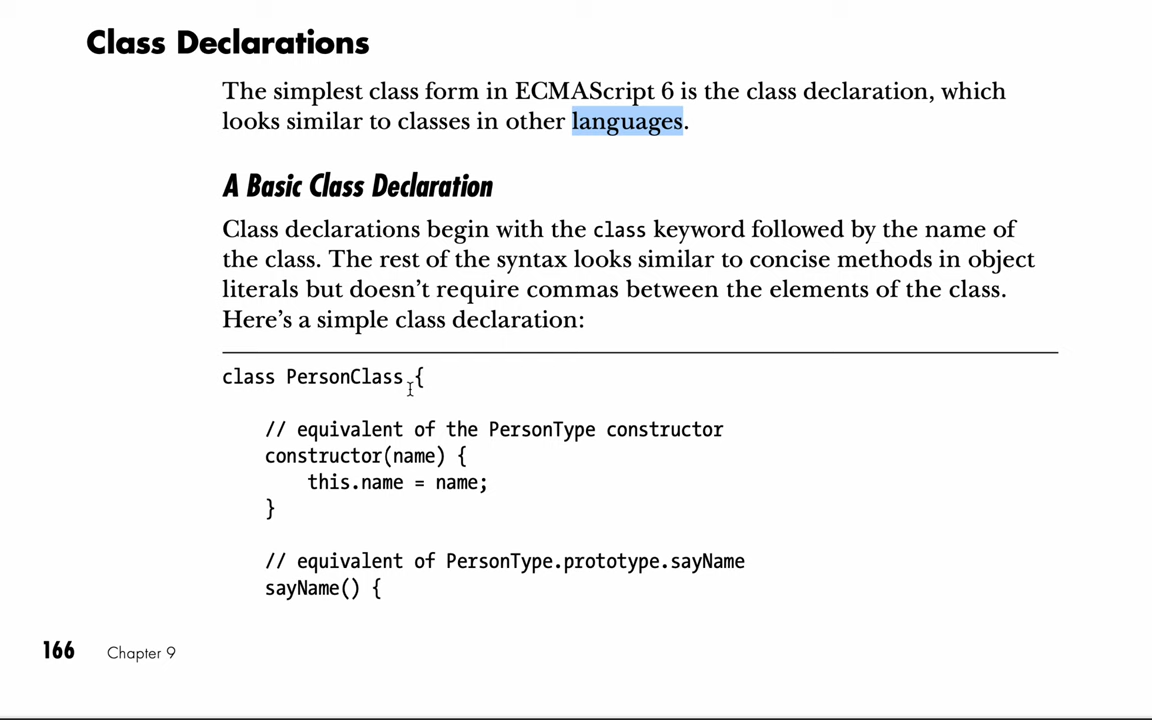 Class Declarations
The simplest class form in ECMAScript 6 is the class declaration, which
looks similar to classes in other languages.
A Basic Class Declaration
Class declarations begin with the class keyword followed by the name of
the class. The rest of the syntax looks similar to concise methods in object
literals but doesn’t require commas between the elements of the class.
Here’s a simple class declaration:
class PersonClass {
// equivalent of the PersonType constructor
constructor(name) {
this.name = name;
}
// equivalent of PersonType.prototype.sayName
sayName() {
166 Chapter 9